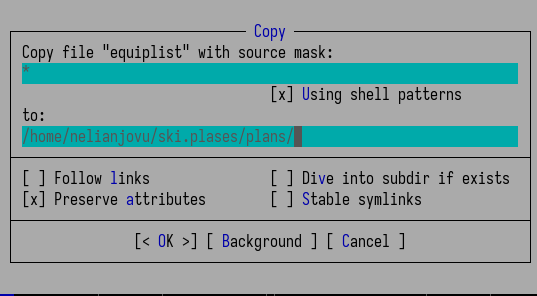 Copy
Copy file "equiplist" with source mask:
*
[x] Using shell patterns
to:
/home/nelianjovu/ski.plases/plans/
[ ] Follow links [ ] Dive into subdir if exists
[x] Preserve attributes [ ] Stable symlinks
[< OK >] [ Background ] [ Cancel ]